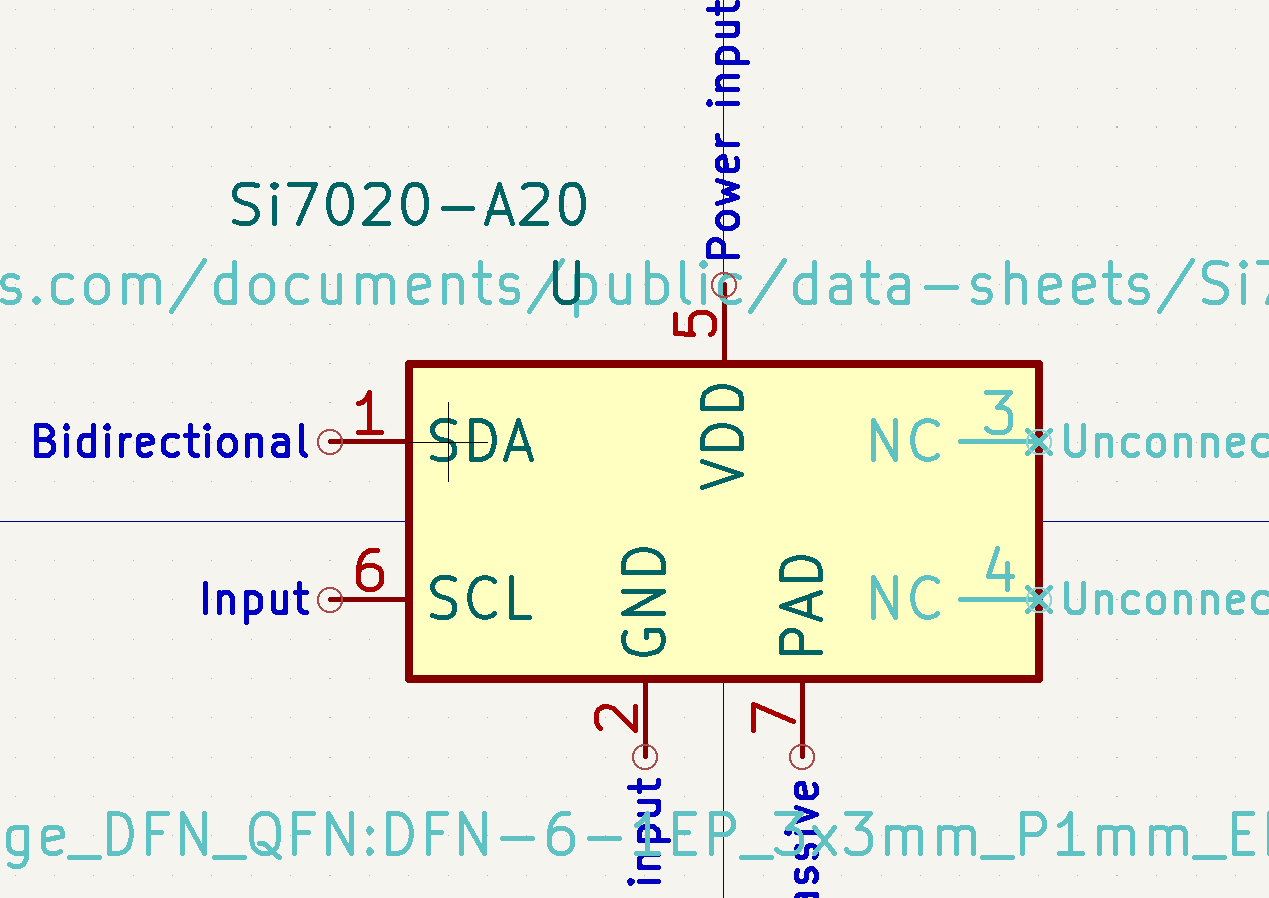 Power input
Si7020-A20
s.com/documents/public/data-sheets/Si7
U
5
1
SDA
Bidirectional
VDD
NC
3
Unconnec
6
SCL
Input
GND
PAD
NC
4
Unconnec
2
7
input
assive
ge_DFN_QFN:DFN-6-1EP_3x3mm_P1mm_E